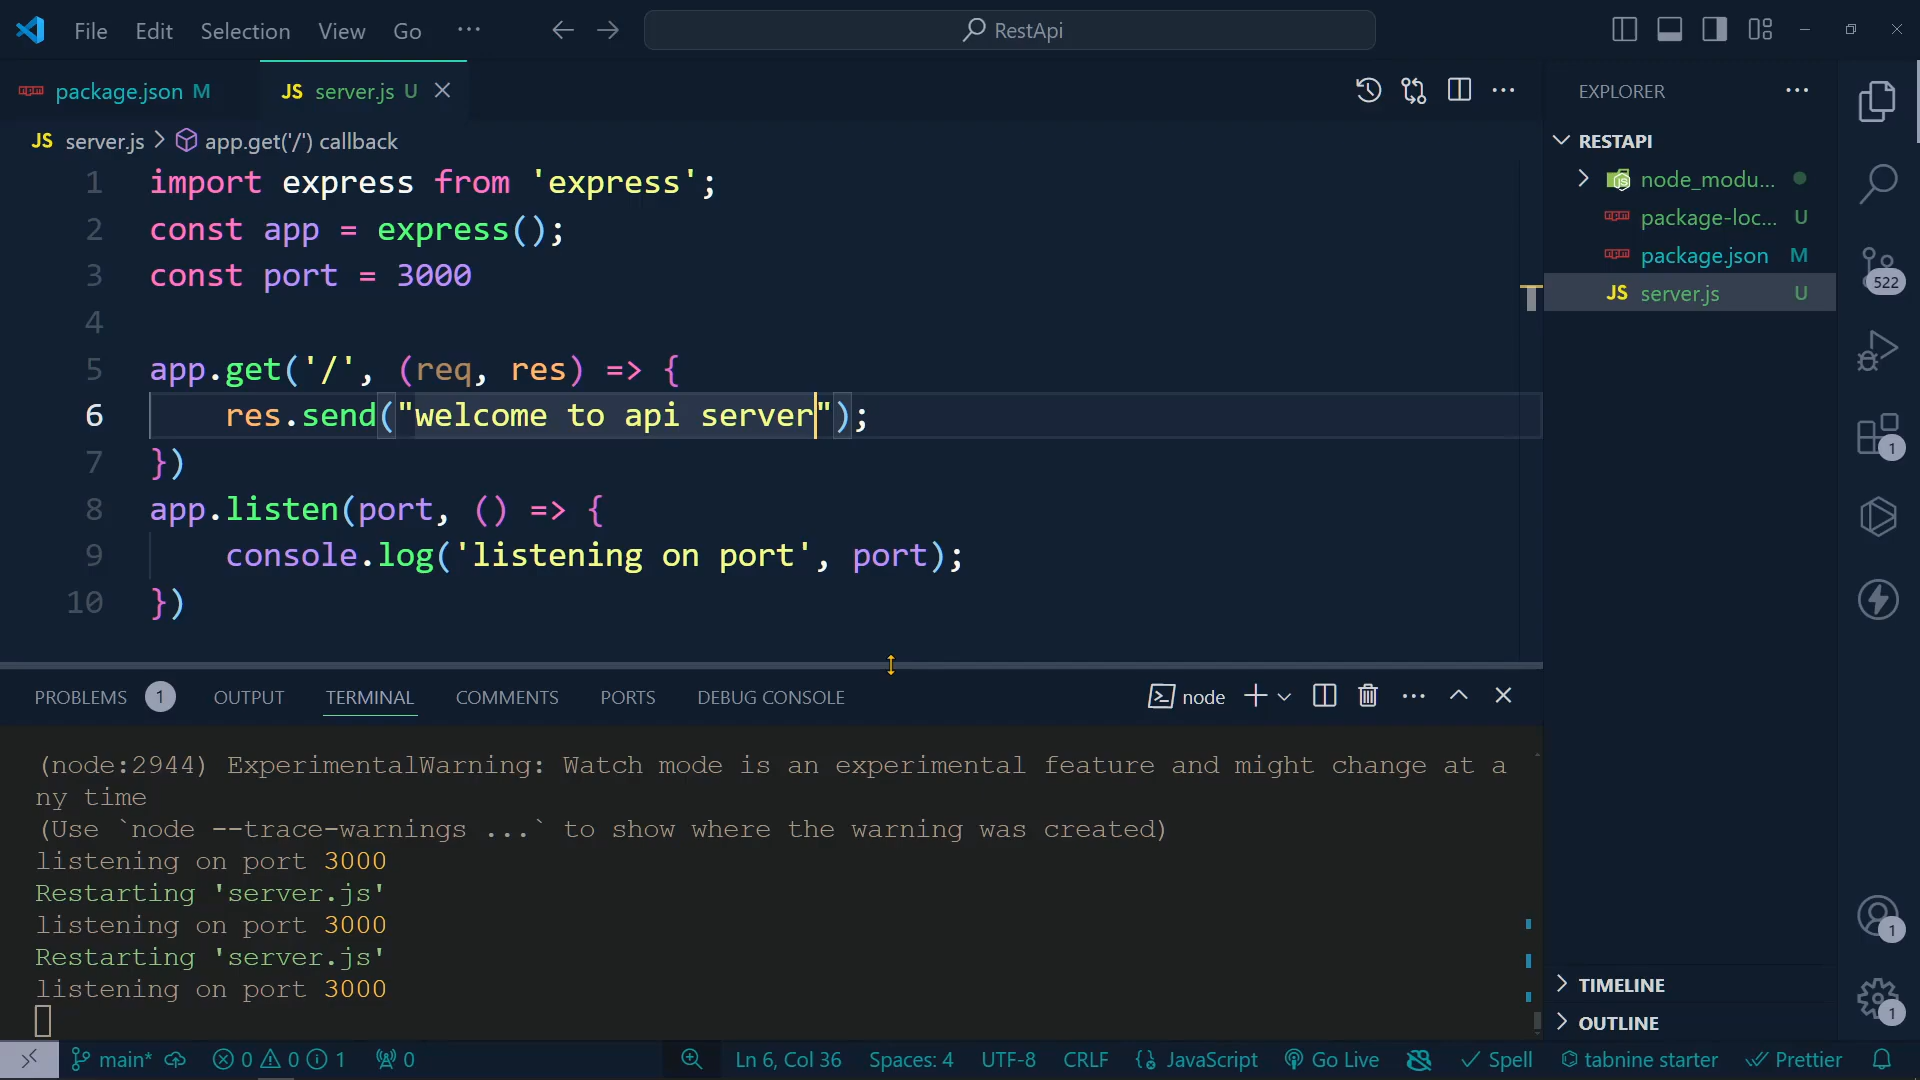 File Edit Selection View Go ··· RestApi
package.json M JS server.js U
JS server.js > app.get('/') callback
1 import express from 'express';
2 const app = express();
3 const port = 3000
4
5 app.get('/', (req, res) => {
6 res.send("welcome to api server");
7 })
8 app.listen(port, () => {
9 console.log('listening on port', port);
10 })
EXPLORER ···
RESTAPI
node_modu...
package-loc... U
package.json M
JS server.js U
522
1
1
1
TIMELINE
OUTLINE
PROBLEMS 1 OUTPUT TERMINAL COMMENTS PORTS DEBUG CONSOLE node
(node:2944) ExperimentalWarning: Watch mode is an experimental feature and might change at a
ny time
(Use `node --trace-warnings ...` to show where the warning was created)
listening on port 3000
Restarting 'server.js'
listening on port 3000
Restarting 'server.js'
listening on port 3000
main* 0 0 1 0 Ln 6, Col 36 Spaces: 4 UTF-8 CRLF {} JavaScript Go Live Spell tabnine starter Prettier